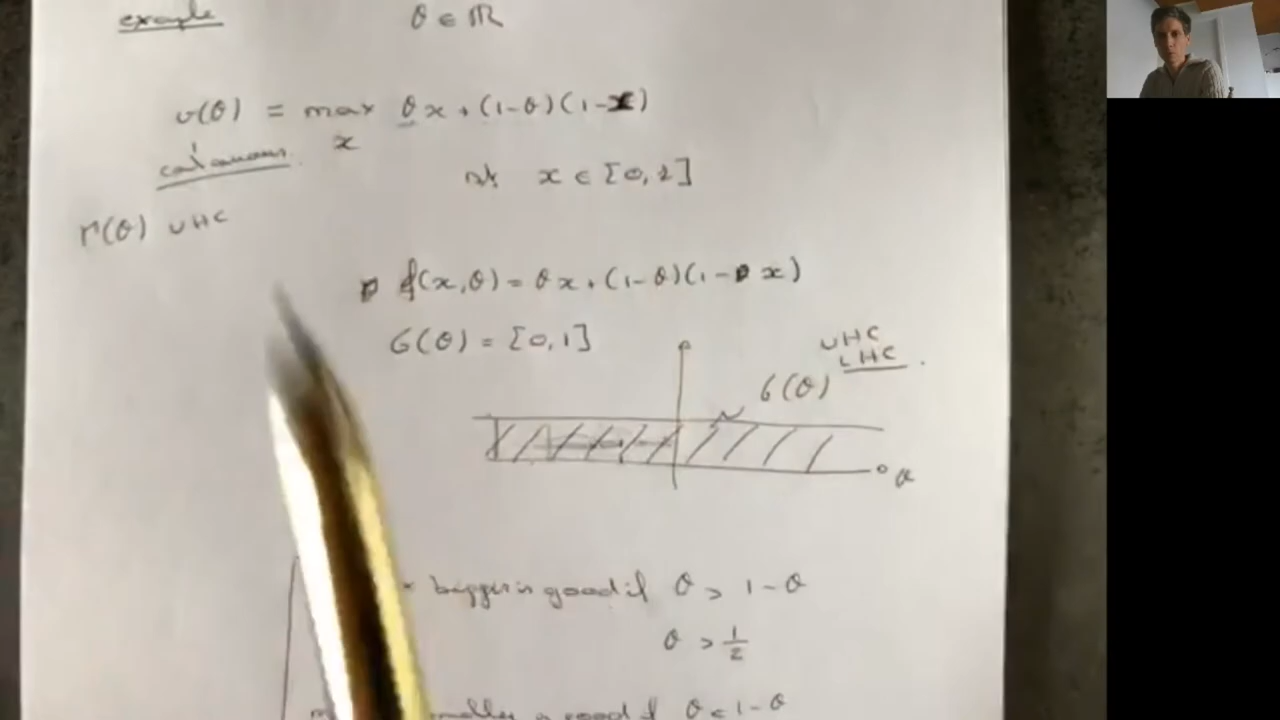 example θ ∈ ℝ
v(θ) = max θx + (1-θ)(1-x)
continuous x
s.t. x ∈ [0,1]
Γ(θ) UHC
f(x,θ) = θx + (1-θ)(1-x)
G(θ) = [0,1]
UHC
LHC
G(θ)
θ
bigger is good if θ > 1-θ
θ > 1/2
smaller is good if θ < 1-θ